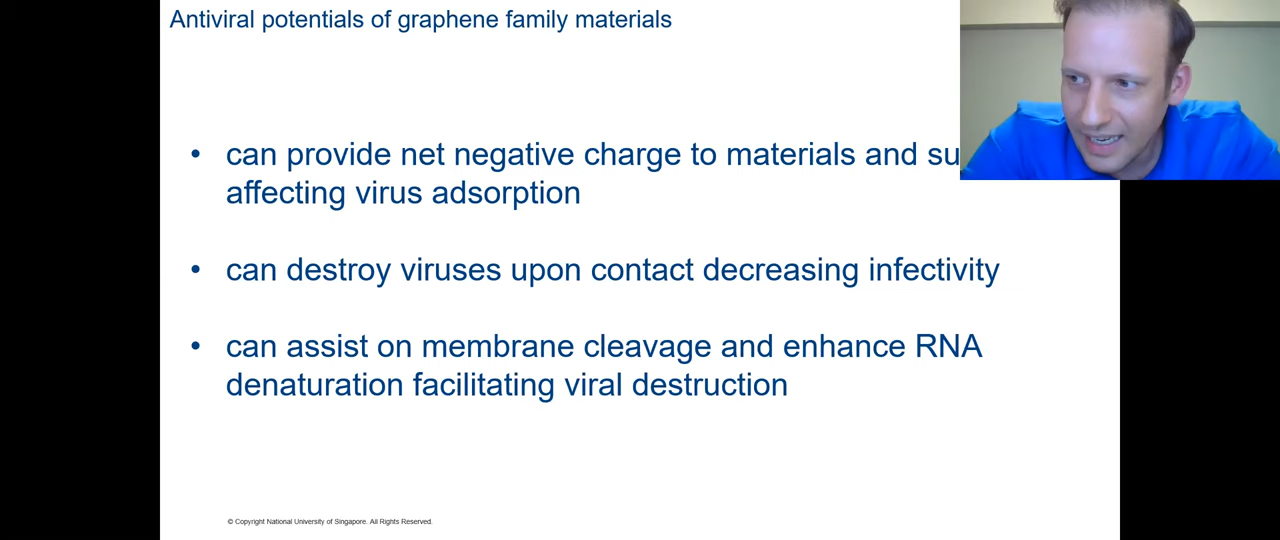 Antiviral potentials of graphene family materials
• can provide net negative charge to materials and
affecting virus adsorption
• can destroy viruses upon contact decreasing infectivity
• can assist on membrane cleavage and enhance RNA
denaturation facilitating viral destruction
© Copyright National University of Singapore. All Rights Reserved.